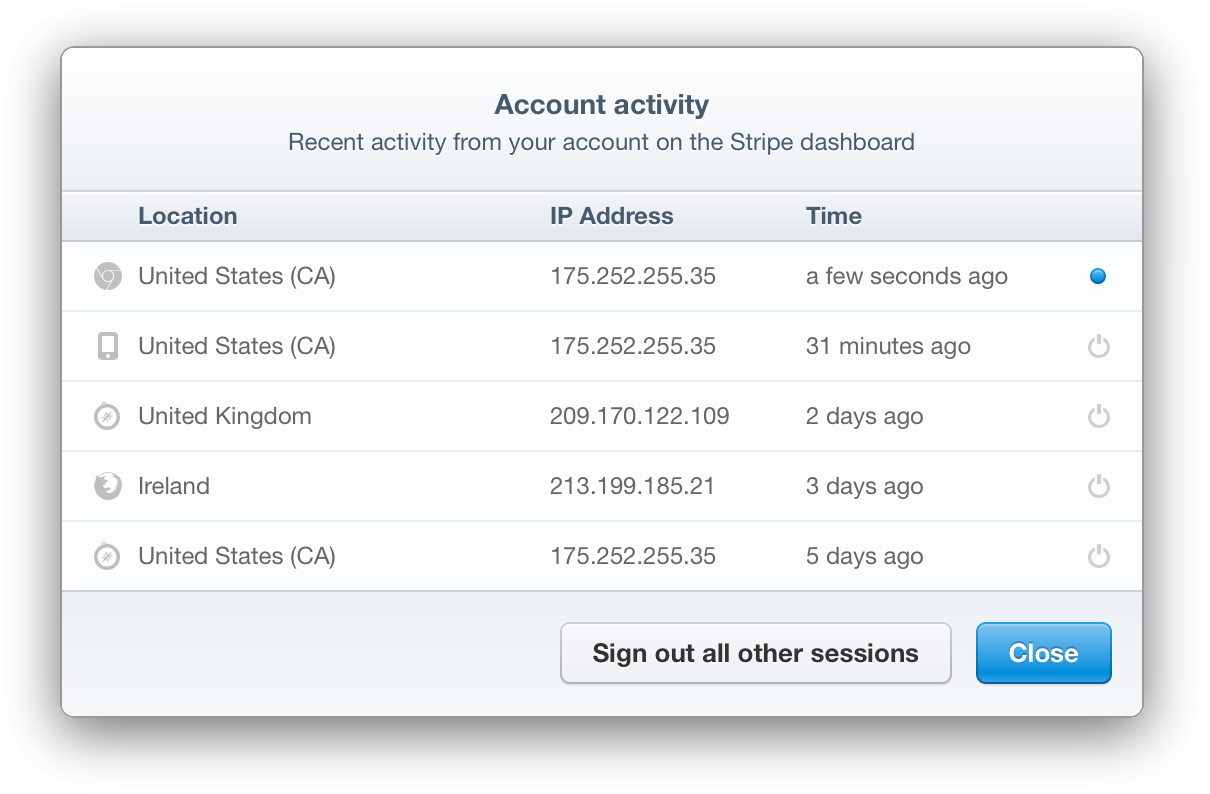 Account activity
Recent activity from your account on the Stripe dashboard
Location IP Address Time
United States (CA) 175.252.255.35 a few seconds ago
United States (CA) 175.252.255.35 31 minutes ago
United Kingdom 209.170.122.109 2 days ago
Ireland 213.199.185.21 3 days ago
United States (CA) 175.252.255.35 5 days ago
Sign out all other sessions Close